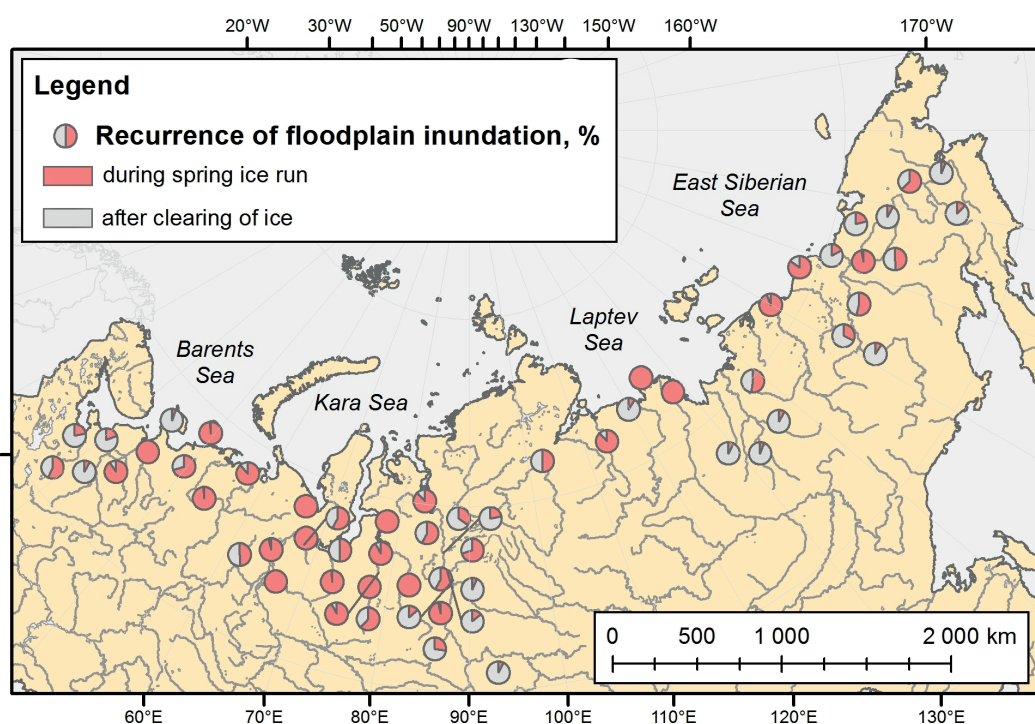 20°W 30°W 50°W 90°W 130°W 150°W 160°W 170°W
Legend
Recurrence of floodplain inundation, %
during spring ice run
after clearing of ice
East Siberian
Sea
Laptev
Sea
Barents
Sea
Kara Sea
0 500 1 000 2 000 km
60°E 70°E 80°E 90°E 100°E 110°E 120°E 130°E